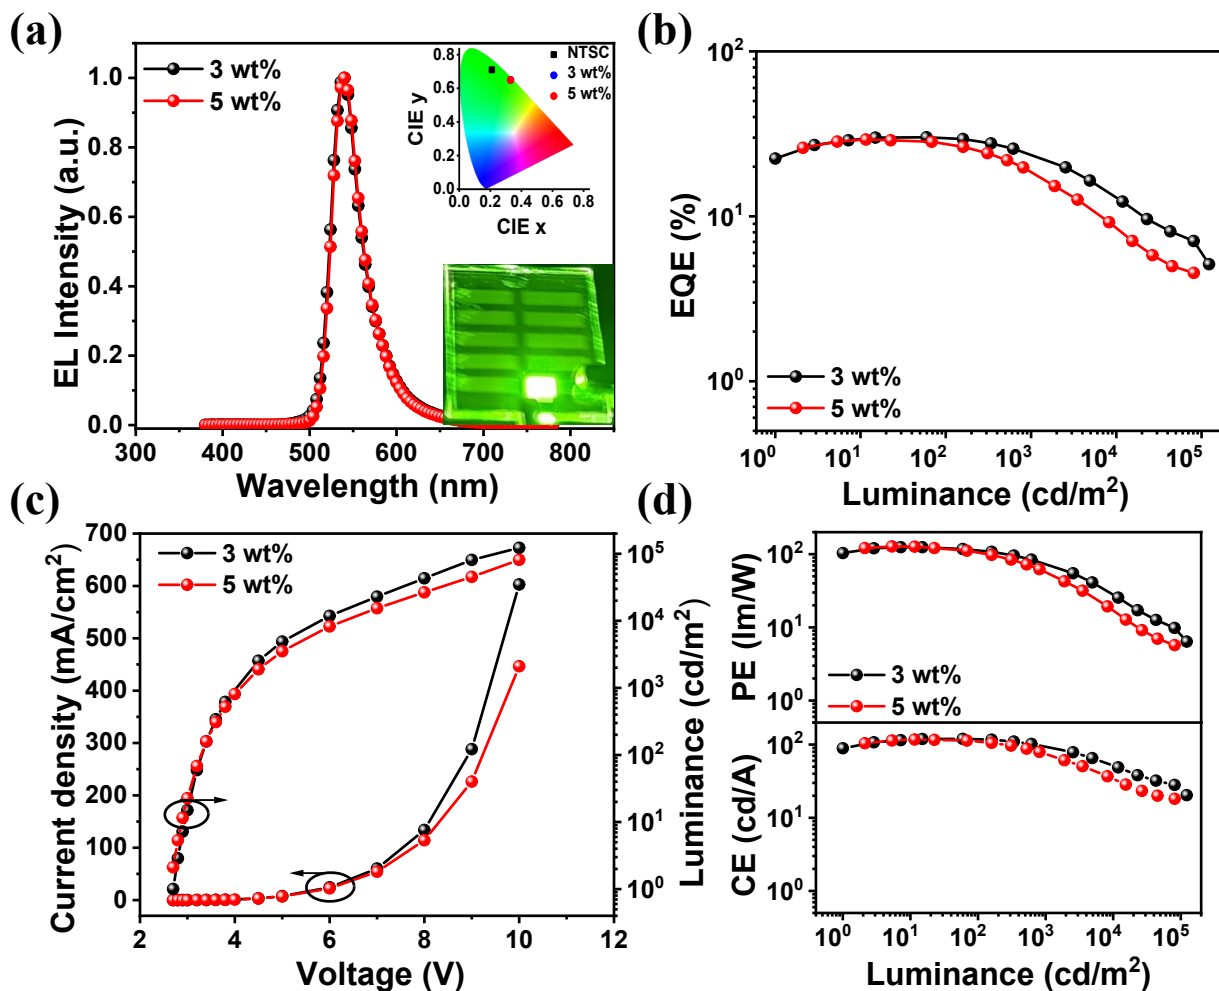 (a)
3 wt%
5 wt%
NTSC
3 wt%
5 wt%
CIE y
0.8
0.6
0.4
0.2
0.0
0.0 0.2 0.4 0.6 0.8
CIE x
EL Intensity (a.u.)
1.0
0.8
0.6
0.4
0.2
0.0
300 400 500 600 700 800
Wavelength (nm)
(b)
EQE (%)
10²
10¹
10⁰
3 wt%
5 wt%
10⁰ 10¹ 10² 10³ 10⁴ 10⁵
Luminance (cd/m²)
(c)
3 wt%
5 wt%
Current density (mA/cm²)
700
600
500
400
300
200
100
0
Luminance (cd/m²)
10⁵
10⁴
10³
10²
10¹
10⁰
2 4 6 8 10 12
Voltage (V)
(d)
PE (lm/W)
10²
10¹
10⁰
3 wt%
5 wt%
CE (cd/A)
10²
10¹
10⁰
10⁰ 10¹ 10² 10³ 10⁴ 10⁵
Luminance (cd/m²)